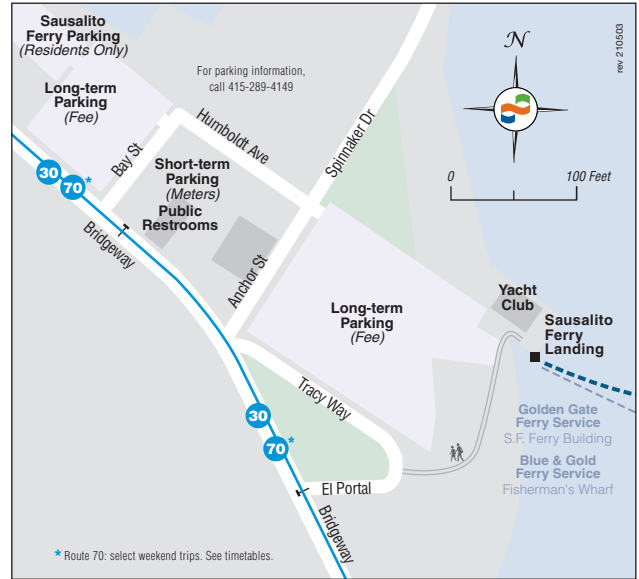 Sausalito
Ferry Parking
(Residents Only)
Long-term
Parking
(Fee)
For parking information,
call 415-289-4149
N
rev 210503
0 100 Feet
Humboldt Ave
Spinnaker Dr
Bay St
30
70*
Short-term
Parking
(Meters)
Public
Restrooms
Bridgeway
Anchor St
Long-term
Parking
(Fee)
Yacht
Club
Sausalito
Ferry
Landing
Tracy Way
30
70*
Golden Gate
Ferry Service
S.F. Ferry Building
Blue & Gold
Ferry Service
Fisherman's Wharf
El Portal
Bridgeway
* Route 70: select weekend trips. See timetables.